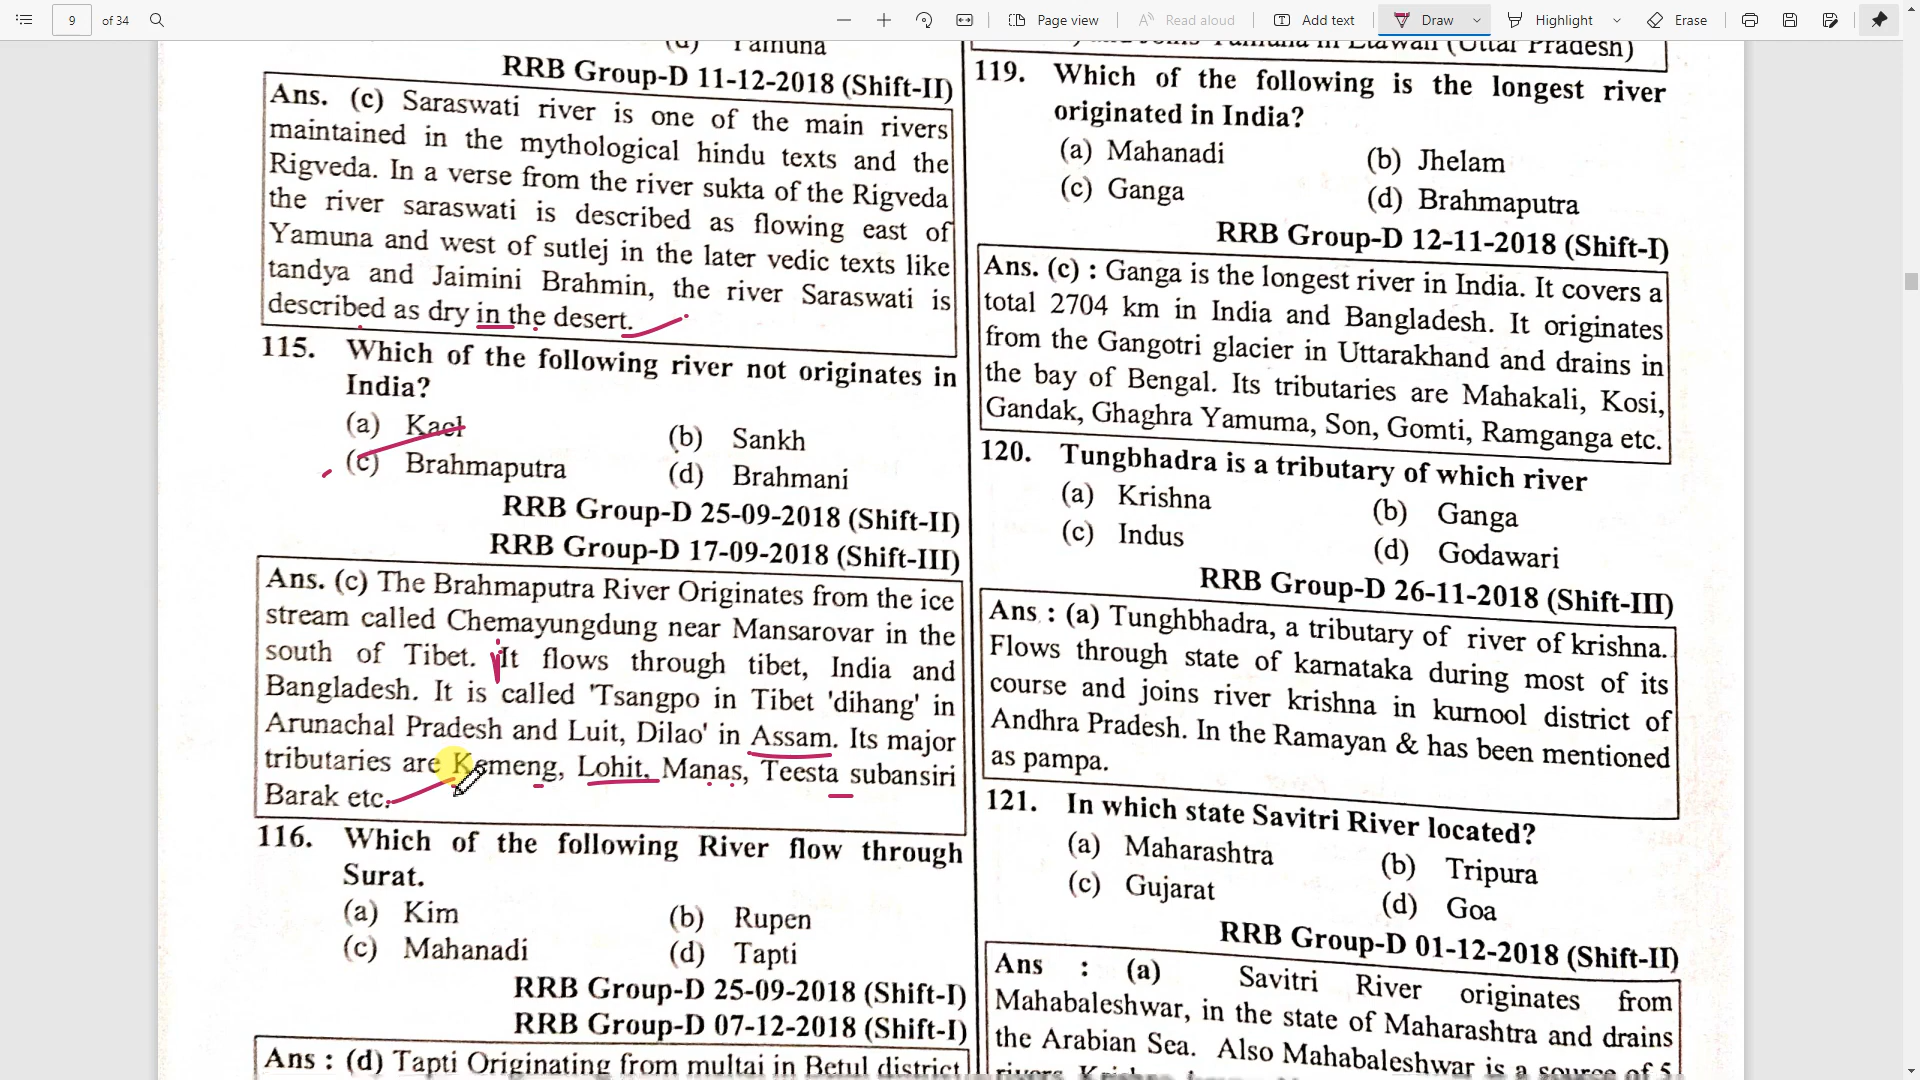 9 of 34 Page view Read aloud Add text Draw Highlight Erase
(d) Yamuna
RRB Group-D 11-12-2018 (Shift-II)
Ans. (c) Saraswati river is one of the main rivers
maintained in the mythological hindu texts and the
Rigveda. In a verse from the river sukta of the Rigveda
the river saraswati is described as flowing east of
Yamuna and west of sutlej in the later vedic texts like
tandya and Jaimini Brahmin, the river Saraswati is
described as dry in the desert.
115. Which of the following river not originates in
India?
(a) Kael
(b) Sankh
(c) Brahmaputra
(d) Brahmani
RRB Group-D 25-09-2018 (Shift-II)
RRB Group-D 17-09-2018 (Shift-III)
Ans. (c) The Brahmaputra River Originates from the ice
stream called Chemayungdung near Mansarovar in the
south of Tibet. It flows through tibet, India and
Bangladesh. It is called 'Tsangpo in Tibet 'dihang' in
Arunachal Pradesh and Luit, Dilao' in Assam. Its major
tributaries are Kemeng, Lohit, Manas, Teesta subansiri
Barak etc.
116. Which of the following River flow through
Surat.
(a) Kim
(b) Rupen
(c) Mahanadi
(d) Tapti
RRB Group-D 25-09-2018 (Shift-I)
RRB Group-D 07-12-2018 (Shift-I)
Ans : (d) Tapti Originating from multai in Betul district
and joins Yamuna in Etawah (Uttar Pradesh)
119. Which of the following is the longest river
originated in India?
(a) Mahanadi
(b) Jhelam
(c) Ganga
(d) Brahmaputra
RRB Group-D 12-11-2018 (Shift-I)
Ans. (c) : Ganga is the longest river in India. It covers a
total 2704 km in India and Bangladesh. It originates
from the Gangotri glacier in Uttarakhand and drains in
the bay of Bengal. Its tributaries are Mahakali, Kosi,
Gandak, Ghaghra Yamuma, Son, Gomti, Ramganga etc.
120. Tungbhadra is a tributary of which river
(a) Krishna
(b) Ganga
(c) Indus
(d) Godawari
RRB Group-D 26-11-2018 (Shift-III)
Ans : (a) Tunghbhadra, a tributary of river of krishna.
Flows through state of karnataka during most of its
course and joins river krishna in kurnool district of
Andhra Pradesh. In the Ramayan & has been mentioned
as pampa.
121. In which state Savitri River located?
(a) Maharashtra
(b) Tripura
(c) Gujarat
(d) Goa
RRB Group-D 01-12-2018 (Shift-II)
Ans : (a) Savitri River originates from
Mahabaleshwar, in the state of Maharashtra and drains
the Arabian Sea. Also Mahabaleshwar is a source of 5